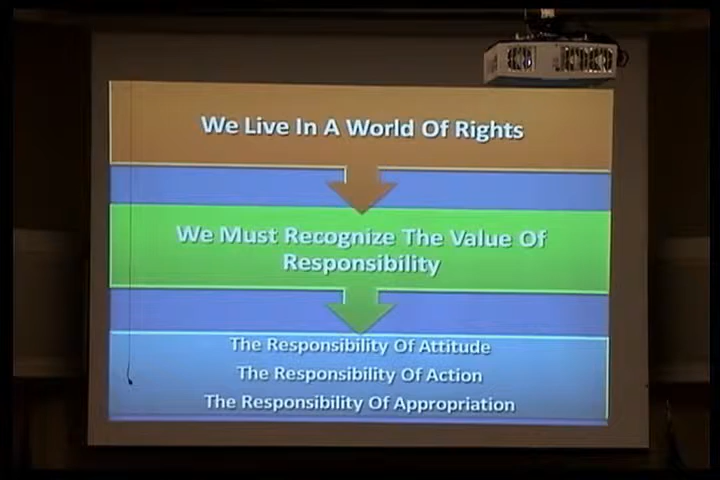 We Live In A World Of Rights
We Must Recognize The Value Of
Responsibility
The Responsibility Of Attitude
The Responsibility Of Action
The Responsibility Of Appropriation